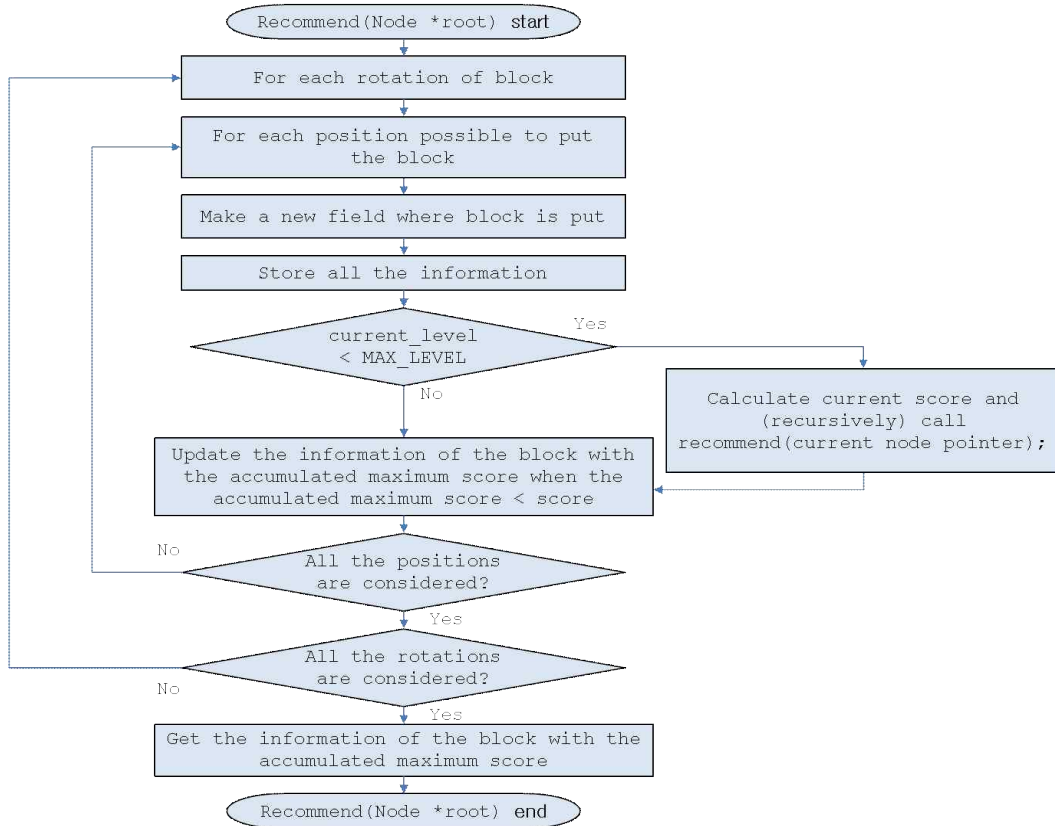 Recommend(Node *root) start
For each rotation of block
For each position possible to put
the block
Make a new field where block is put
Store all the information
current_level
< MAX_LEVEL
Yes
No
Calculate current score and
(recursively) call
recommend(current node pointer);
Update the information of the block with
the accumulated maximum score when the
accumulated maximum score < score
No
All the positions
are considered?
Yes
All the rotations
are considered?
No
Yes
Get the information of the block with the
accumulated maximum score
Recommend(Node *root) end